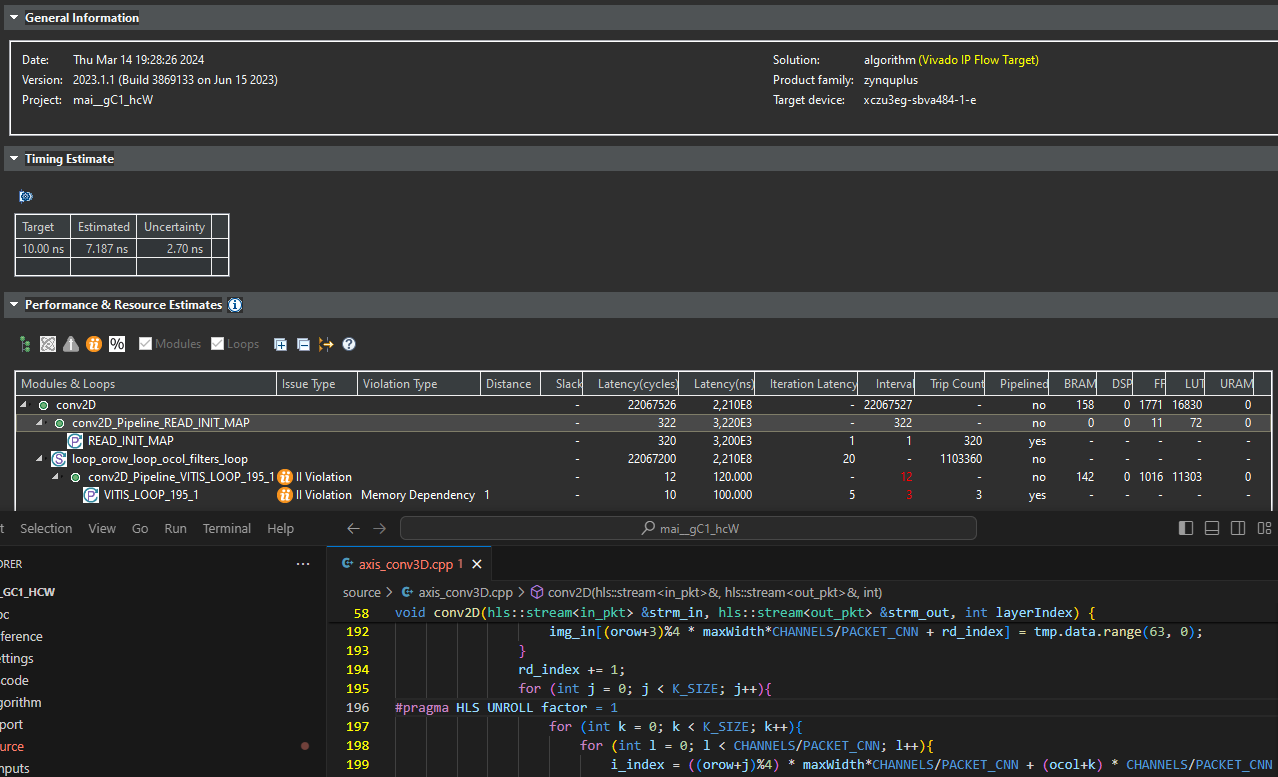 General Information
Date: Thu Mar 14 19:28:26 2024
Version: 2023.1.1 (Build 3869133 on Jun 15 2023)
Project: mai__gC1_hcW
Solution: algorithm (Vivado IP Flow Target)
Product family: zynquplus
Target device: xczu3eg-sbva484-1-e
Timing Estimate
Target Estimated Uncertainty
10.00 ns 7.187 ns 2.70 ns
Performance & Resource Estimates
% Modules Loops
Modules & Loops Issue Type Violation Type Distance Slack Latency(cycles) Latency(ns) Iteration Latency Interval Trip Count Pipelined BRAM DSP FF LUT URAM
conv2D - 22067526 2,210E8 - 22067527 - no 158 0 1771 16830 0
conv2D_Pipeline_READ_INIT_MAP - 322 3,220E3 - 322 - no 0 0 11 72 0
READ_INIT_MAP - 320 3,200E3 1 1 320 yes - - - - -
loop_orow_loop_ocol_filters_loop - 22067200 2,210E8 20 - 1103360 no - - - - -
conv2D_Pipeline_VITIS_LOOP_195_1 II Violation - 12 120.000 - 12 - no 142 0 1016 11303 0
VITIS_LOOP_195_1 II Violation Memory Dependency 1 - 10 100.000 5 3 3 yes - - - - -
t Selection View Go Run Terminal Help mai__gC1_hcW
ORER ···
_GC1_HCW
oc
ference
ettings
code
gorithm
port
urce
nputs
axis_conv3D.cpp 1
source > axis_conv3D.cpp > conv2D(hls::stream<in_pkt>&, hls::stream<out_pkt>&, int)
58 void conv2D(hls::stream<in_pkt> &strm_in, hls::stream<out_pkt> &strm_out, int layerIndex) {
192 img_in[(orow+3)%4 * maxWidth*CHANNELS/PACKET_CNN + rd_index] = tmp.data.range(63, 0);
193 }
194 rd_index += 1;
195 for (int j = 0; j < K_SIZE; j++){
196 #pragma HLS UNROLL factor = 1
197 for (int k = 0; k < K_SIZE; k++){
198 for (int l = 0; l < CHANNELS/PACKET_CNN; l++){
199 i_index = ((orow+j)%4) * maxWidth*CHANNELS/PACKET_CNN + (ocol+k) * CHANNELS/PACKET_CNN